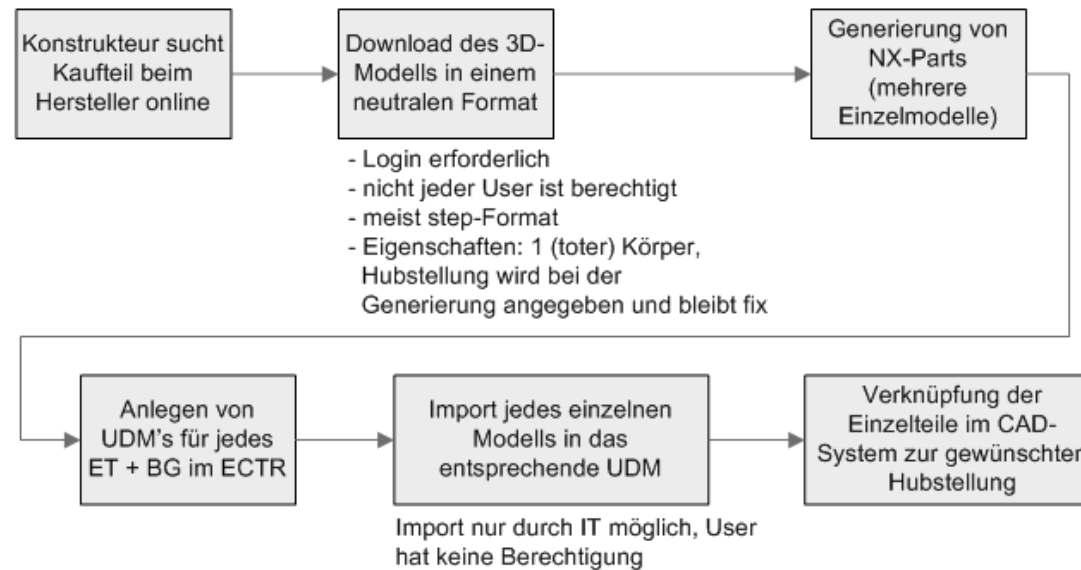 Konstrukteur sucht
Kaufteil beim
Hersteller online
Download des 3D-
Modells in einem
neutralen Format
Generierung von
NX-Parts
(mehrere
Einzelmodelle)
- Login erforderlich
- nicht jeder User ist berechtigt
- meist step-Format
- Eigenschaften: 1 (toter) Körper,
Hubstellung wird bei der
Generierung angegeben und bleibt fix
Anlegen von
UDM's für jedes
ET + BG im ECTR
Import jedes einzelnen
Modells in das
entsprechende UDM
Verknüpfung der
Einzelteile im CAD-
System zur gewünschten
Hubstellung
Import nur durch IT möglich, User
hat keine Berechtigung